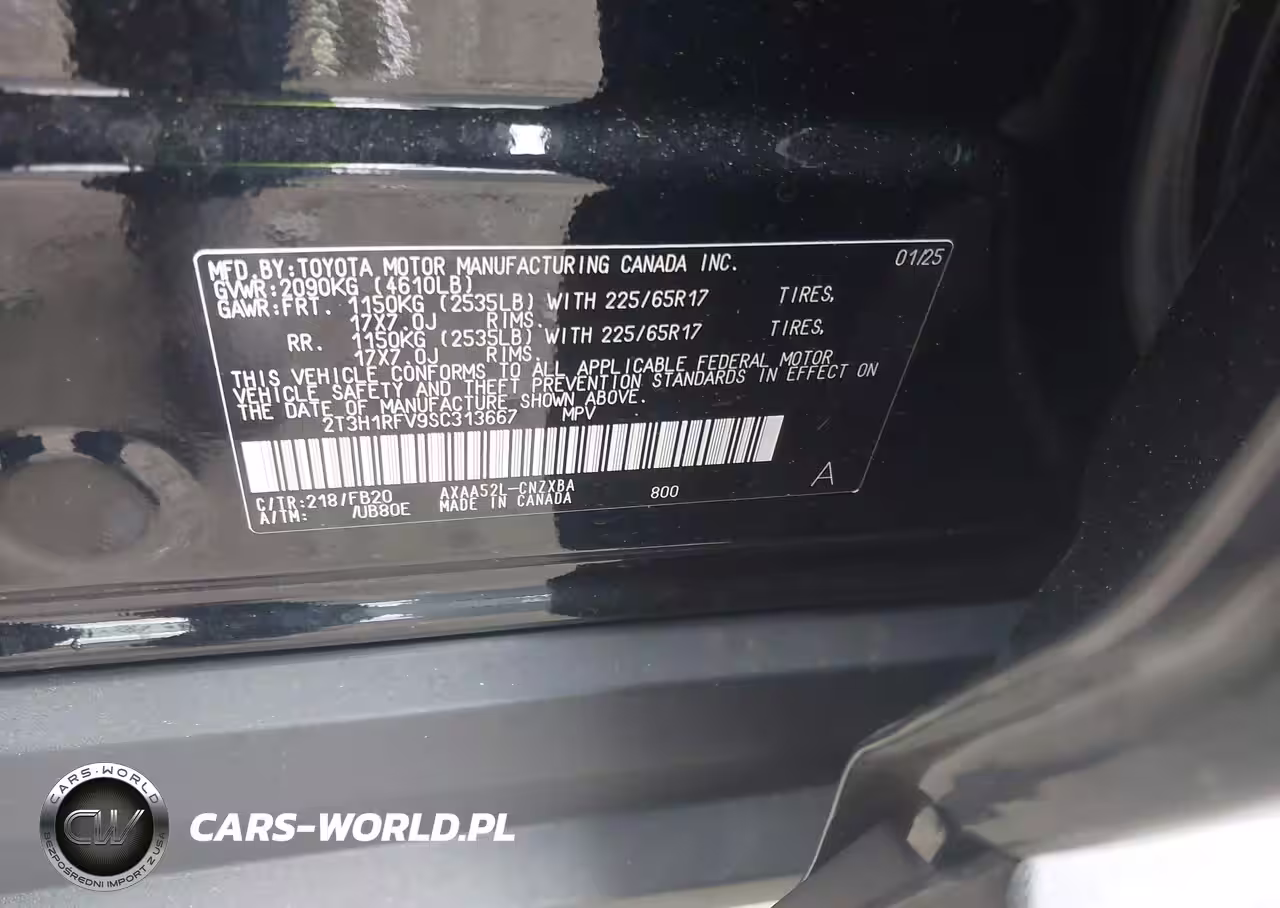 MFD.BY:TOYOTA MOTOR MANUFACTURING CANADA INC. 01/25
GVWR:2090KG (4610LB)
GAWR:FRT. 1150KG (2535LB) WITH 225/65R17 TIRES,
17X7.0J RIMS.
RR. 1150KG (2535LB) WITH 225/65R17 TIRES,
17X7.0J RIMS.
THIS VEHICLE CONFORMS TO ALL APPLICABLE FEDERAL MOTOR
VEHICLE SAFETY AND THEFT PREVENTION STANDARDS IN EFFECT ON
THE DATE OF MANUFACTURE SHOWN ABOVE.
2T3H1RFV9SC313667 MPV
C/TR:218/FB20 AXAA52L-CNZXBA 800 A
A/TM: /UB80E MADE IN CANADA
CARS-WORLD
CW
BEZPOŚREDNI IMPORT Z USA
CARS-WORLD.PL